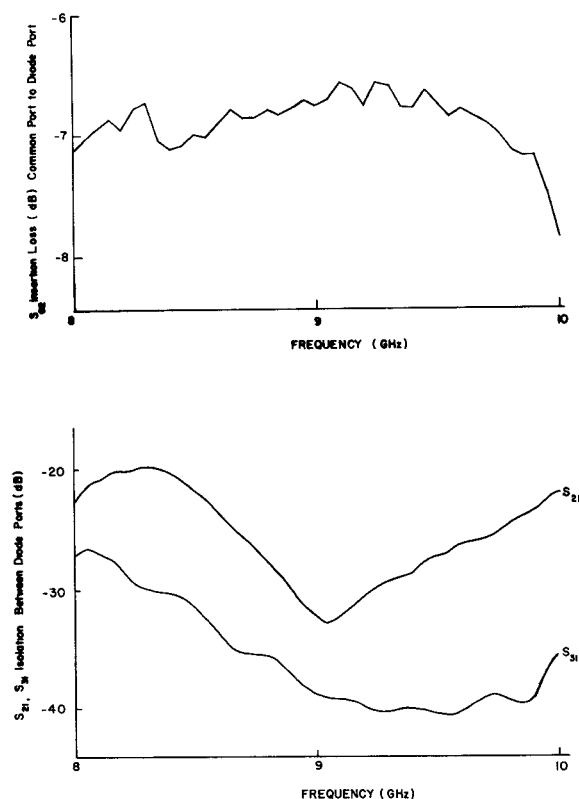 -6
-7
-8
S02 Insertion Loss (dB) Common Port to Diode Port
8
9
10
FREQUENCY (GHz)
-20
-30
-40
S21, S31 Isolation Between Diode Ports (dB)
S21
S31
8
9
10
FREQUENCY (GHz)